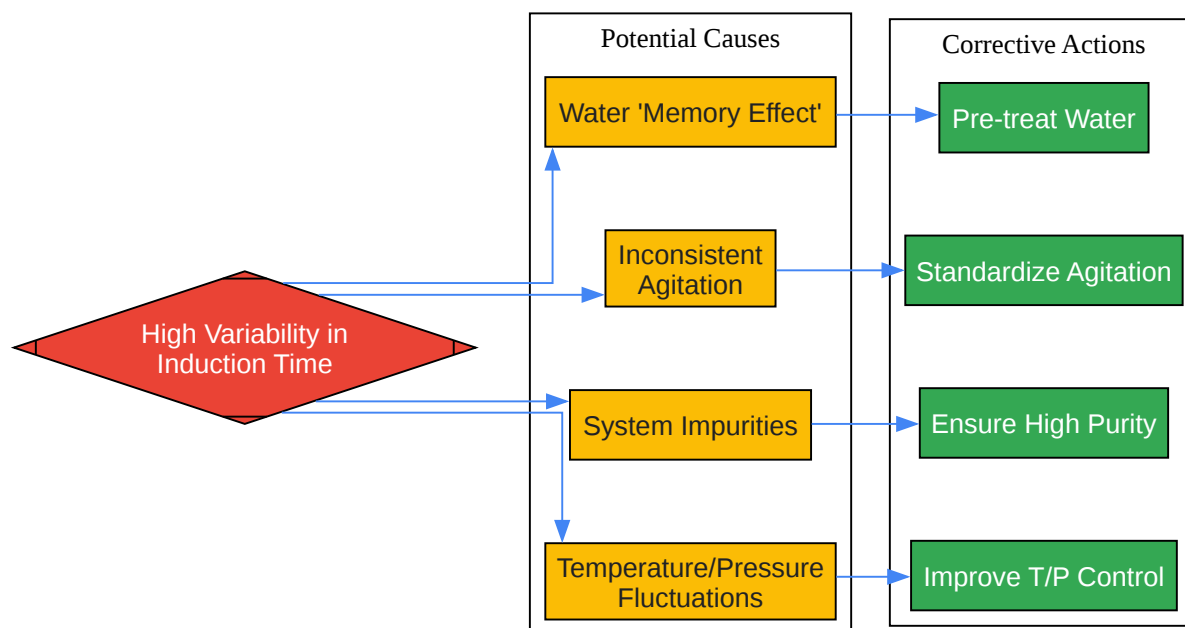 Potential Causes
Corrective Actions
Water 'Memory Effect'
Pre-treat Water
Inconsistent
Agitation
Standardize Agitation
High Variability in
Induction Time
System Impurities
Ensure High Purity
Temperature/Pressure
Fluctuations
Improve T/P Control